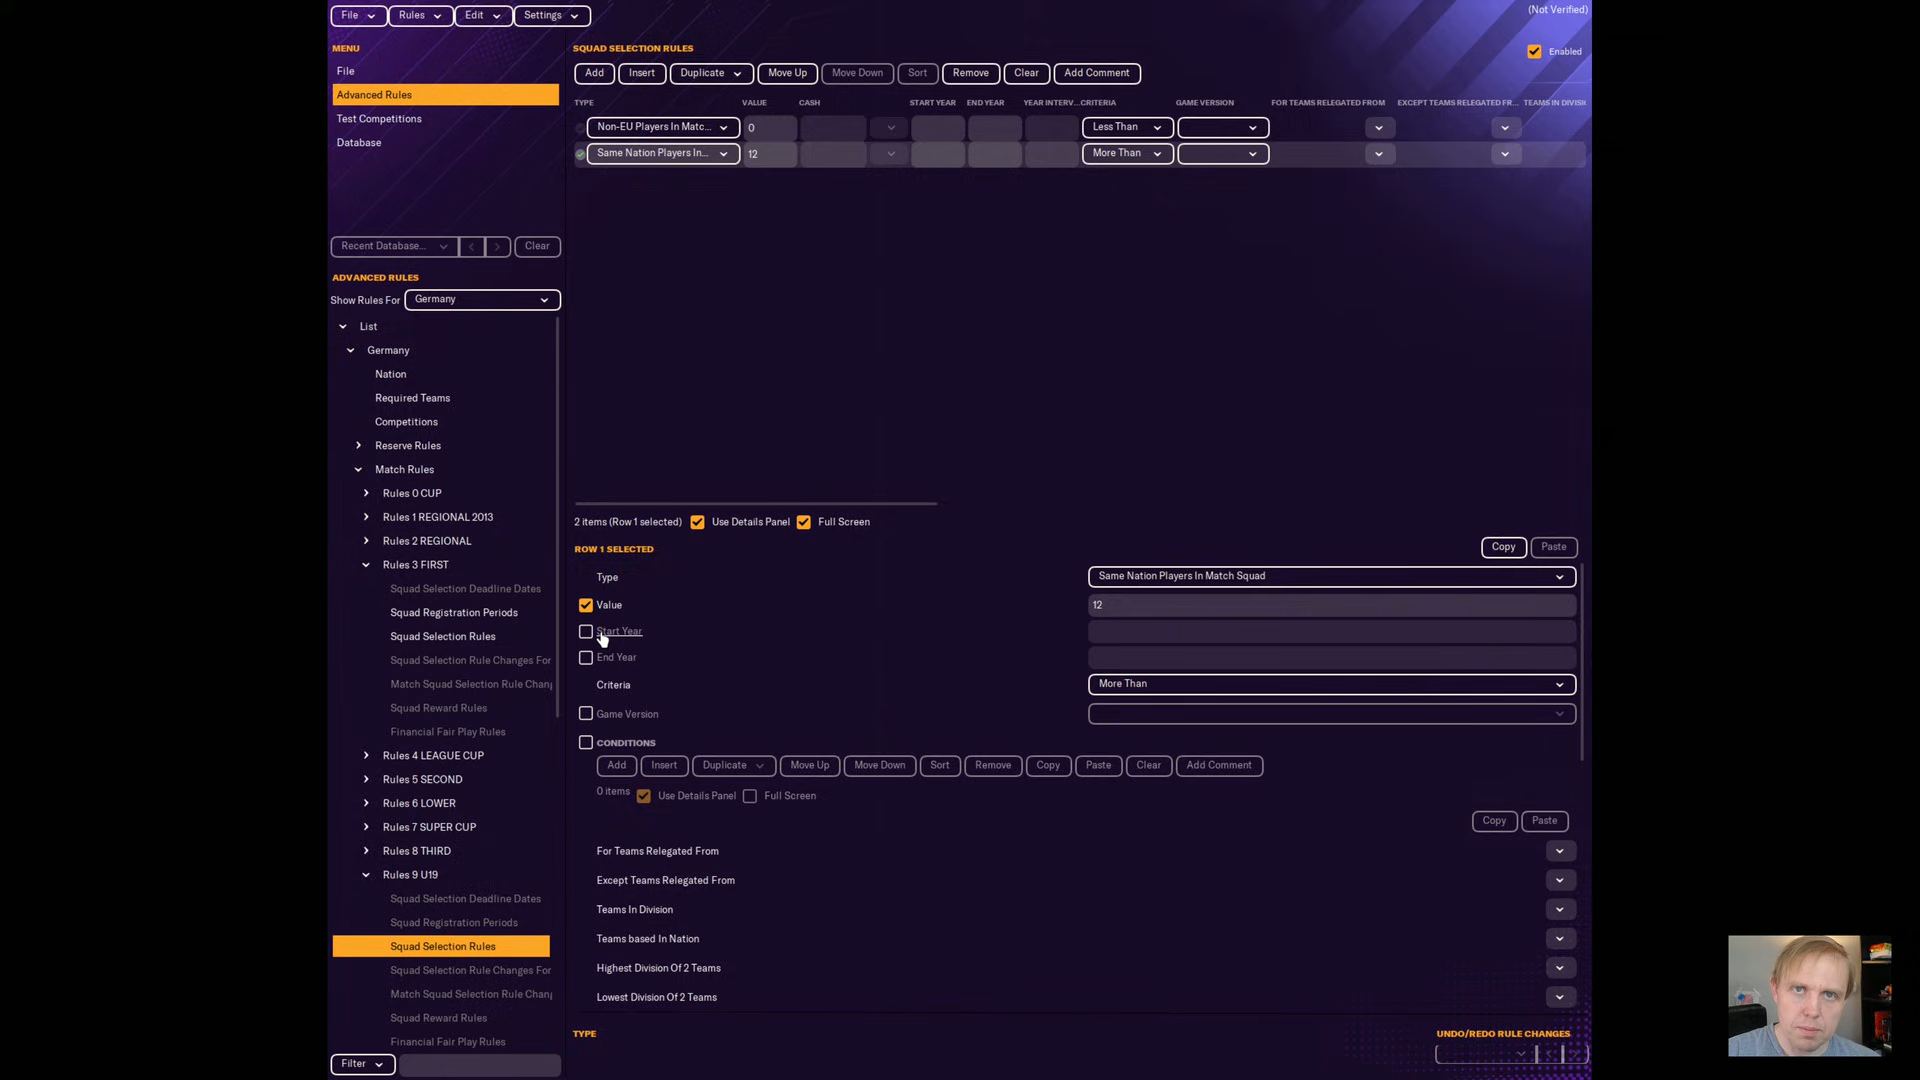 File Rules Edit Settings (Not Verified)
MENU
File
Advanced Rules
Test Competitions
Database
Recent Database... Clear
ADVANCED RULES
Show Rules For Germany
List
Germany
Nation
Required Teams
Competitions
Reserve Rules
Match Rules
Rules 0 CUP
Rules 1 REGIONAL 2013
Rules 2 REGIONAL
Rules 3 FIRST
Squad Selection Deadline Dates
Squad Registration Periods
Squad Selection Rules
Squad Selection Rule Changes For
Match Squad Selection Rule Chang
Squad Reward Rules
Financial Fair Play Rules
Rules 4 LEAGUE CUP
Rules 5 SECOND
Rules 6 LOWER
Rules 7 SUPER CUP
Rules 8 THIRD
Rules 9 U19
Squad Selection Deadline Dates
Squad Registration Periods
Squad Selection Rules
Squad Selection Rule Changes For
Match Squad Selection Rule Chang
Squad Reward Rules
Financial Fair Play Rules
Filter
SQUAD SELECTION RULES
Enabled
Add Insert Duplicate Move Up Move Down Sort Remove Clear Add Comment
TYPE VALUE CASH START YEAR END YEAR YEAR INTERV... CRITERIA GAME VERSION FOR TEAMS RELEGATED FROM EXCEPT TEAMS RELEGATED FR... TEAMS IN DIVISI
Non-EU Players In Matc... 0 Less Than
Same Nation Players In... 12 More Than
2 items (Row 1 selected) Use Details Panel Full Screen
ROW 1 SELECTED Copy Paste
Type Same Nation Players In Match Squad
Value 12
Start Year
End Year
Criteria More Than
Game Version
CONDITIONS
Add Insert Duplicate Move Up Move Down Sort Remove Copy Paste Clear Add Comment
0 items Use Details Panel Full Screen
Copy Paste
For Teams Relegated From
Except Teams Relegated From
Teams In Division
Teams based In Nation
Highest Division Of 2 Teams
Lowest Division Of 2 Teams
TYPE UNDO/REDO RULE CHANGES